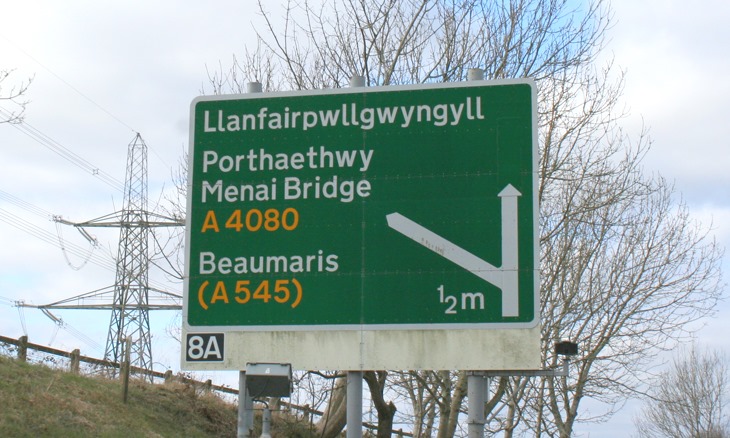 Llanfairpwllgwyngyll
Porthaethwy
Menai Bridge
A 4080
Beaumaris
(A 545)
½ m
8A